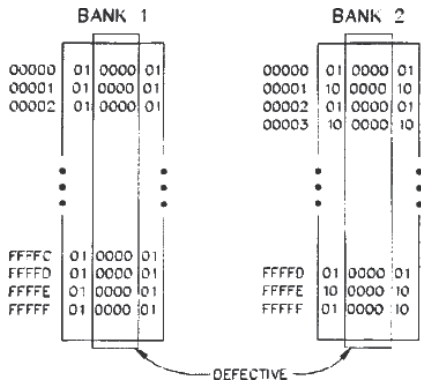 BANK 1
00000 01 0000 01
00001 01 0000 01
00002 01 0000 01
FFFFC 01 0000 01
FFFFD 01 0000 01
FFFFE 01 0000 01
FFFFF 01 0000 01
BANK 2
00000 01 0000 01
00001 10 0000 10
00002 01 0000 01
00003 10 0000 10
FFFFD 01 0000 01
FFFFE 10 0000 10
FFFFF 01 0000 10
DEFECTIVE